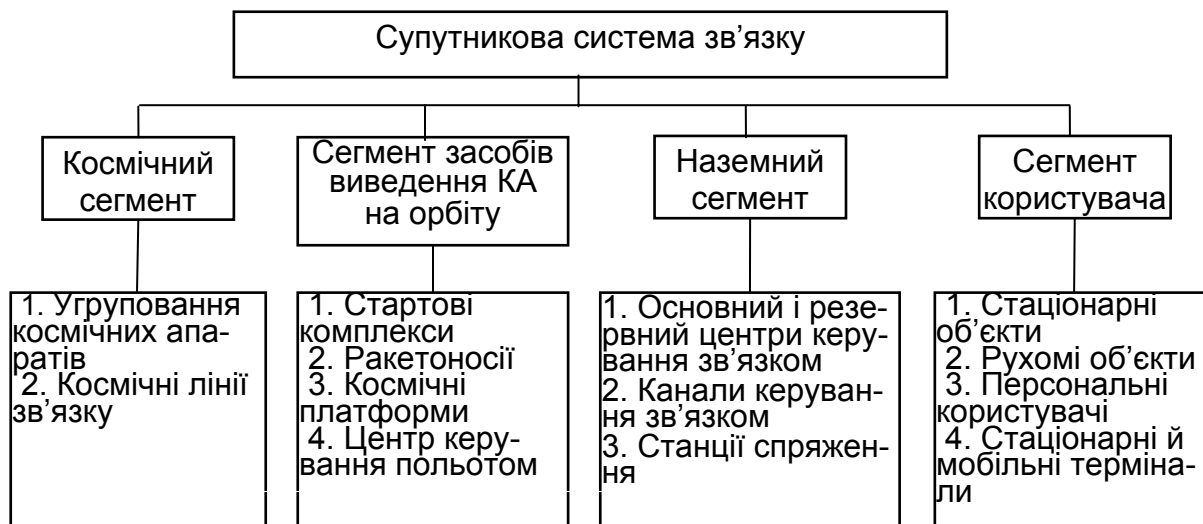 Супутникова система зв’язку
Космічний
сегмент
Сегмент засобів
виведення КА
на орбіту
Наземний
сегмент
Сегмент
користувача
1. Угруповання
космічних апа-
ратів
2. Космічні лінії
зв’язку
1. Стартові
комплекси
2. Ракетоносії
3. Космічні
платформи
4. Центр керу-
вання польотом
1. Основний і резе-
рвний центри керу-
вання зв’язком
2. Канали керуван-
ня зв’язком
3. Станції спряжен-
ня
1. Стаціонарні
об’єкти
2. Рухомі об’єкти
3. Персональні
користувачі
4. Стаціонарні й
мобільні терміна-
ли